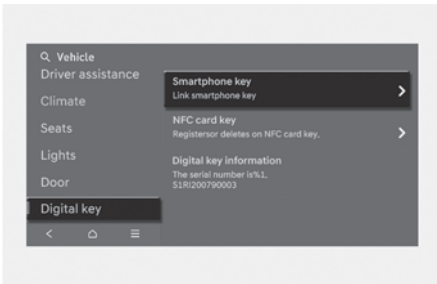 Vehicle
Driver assistance
Climate
Seats
Lights
Door
Digital key
Smartphone key
Link smartphone key
NFC card key
Registersor deletes on NFC card key,
Digital key information
The serial number is%1,
S1RI200790003